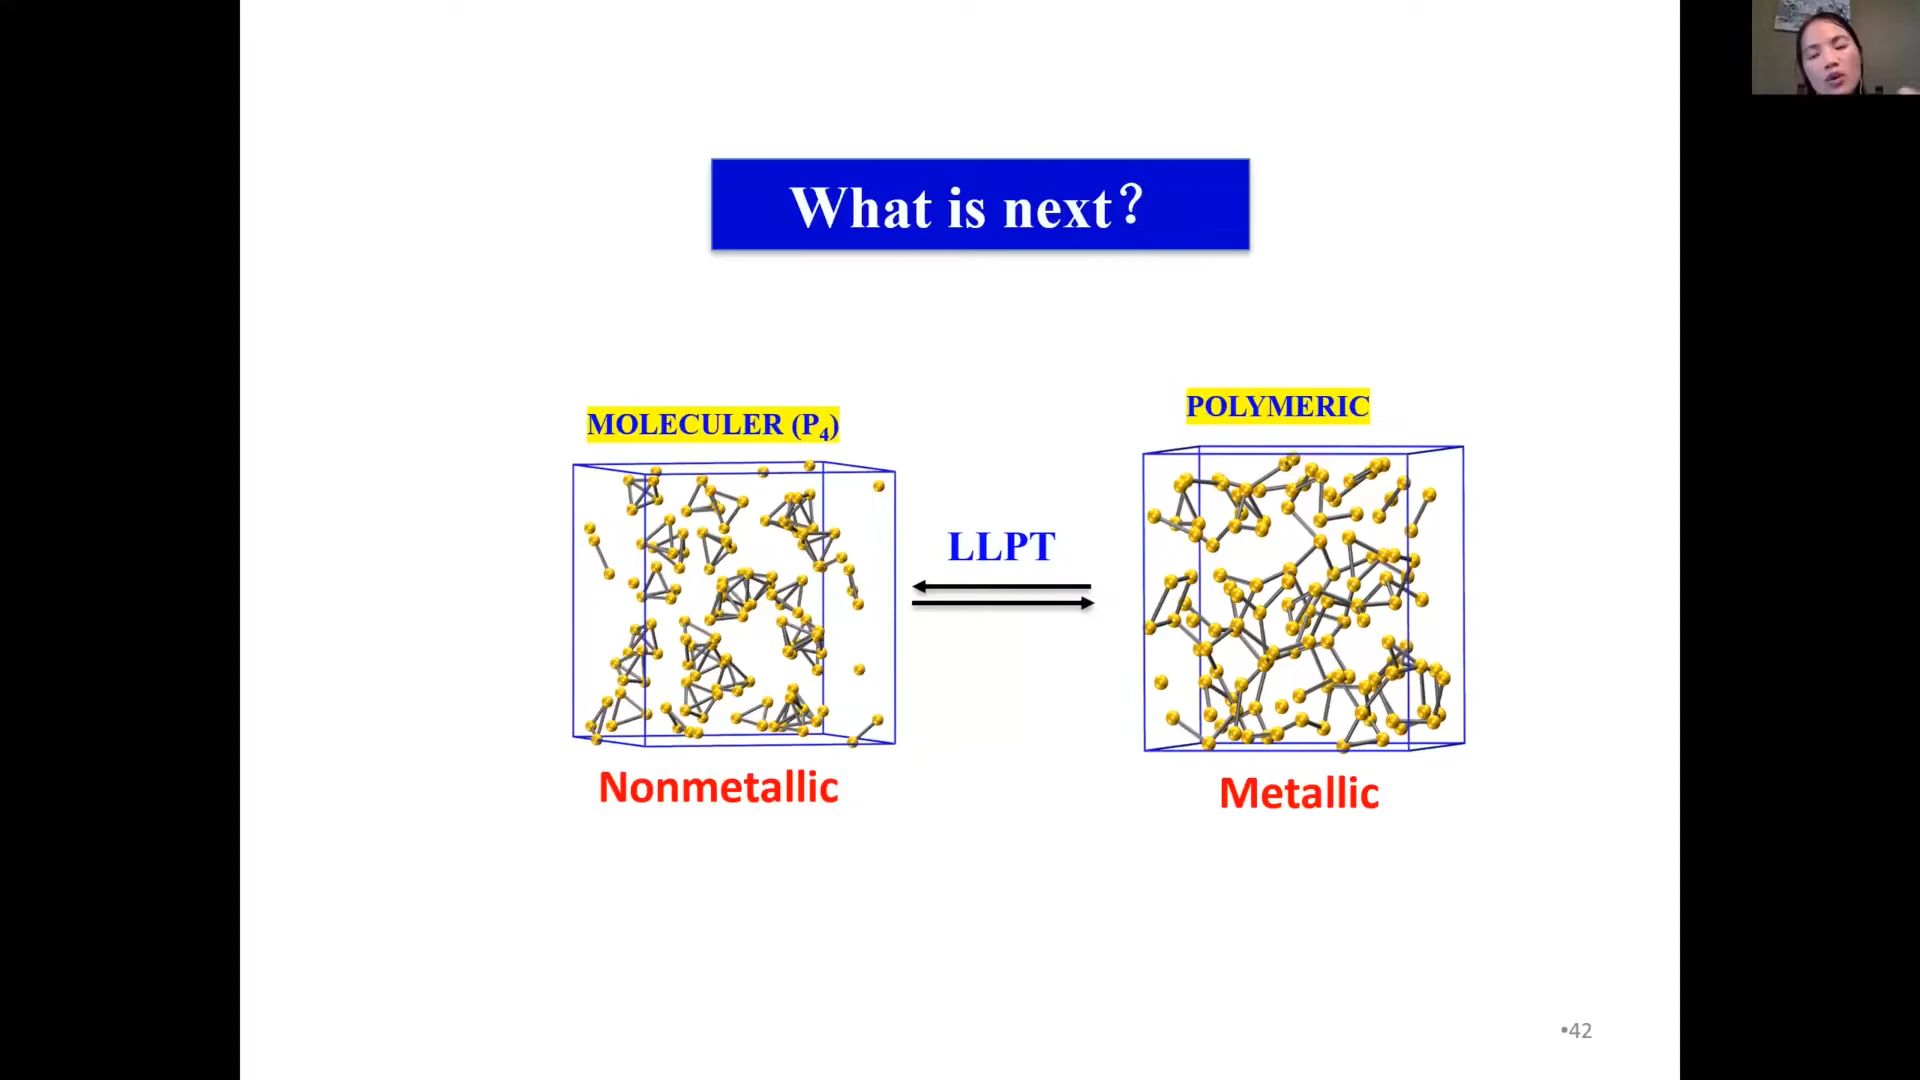 What is next？
MOLECULER (P₄)
POLYMERIC
LLPT
Nonmetallic
Metallic
•42